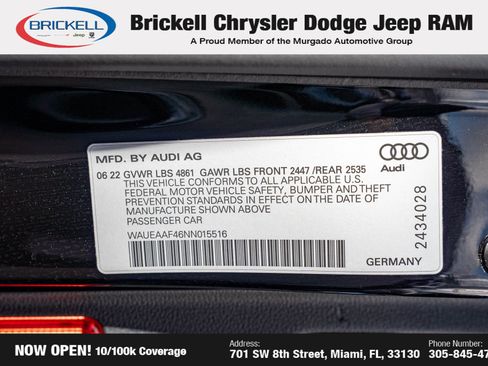 BRICKELL
Jeep
Brickell Chrysler Dodge Jeep RAM
A Proud Member of the Murgado Automotive Group
MFD. BY AUDI AG
06 22 GVWR LBS 4861 GAWR LBS FRONT 2447 /REAR 2535
THIS VEHICLE CONFORMS TO ALL APPLICABLE U.S.
FEDERAL MOTOR VEHICLE SAFETY, BUMPER AND THEFT
PREVENTION STANDARDS IN EFFECT ON THE DATE OF
MANUFACTURE SHOWN ABOVE
PASSENGER CAR
WAUEAAF46NN015516
Audi
2434028
GERMANY
NOW OPEN! 10/100k Coverage
Address:
701 SW 8th Street, Miami, FL, 33130
Phone Number:
305-845-47